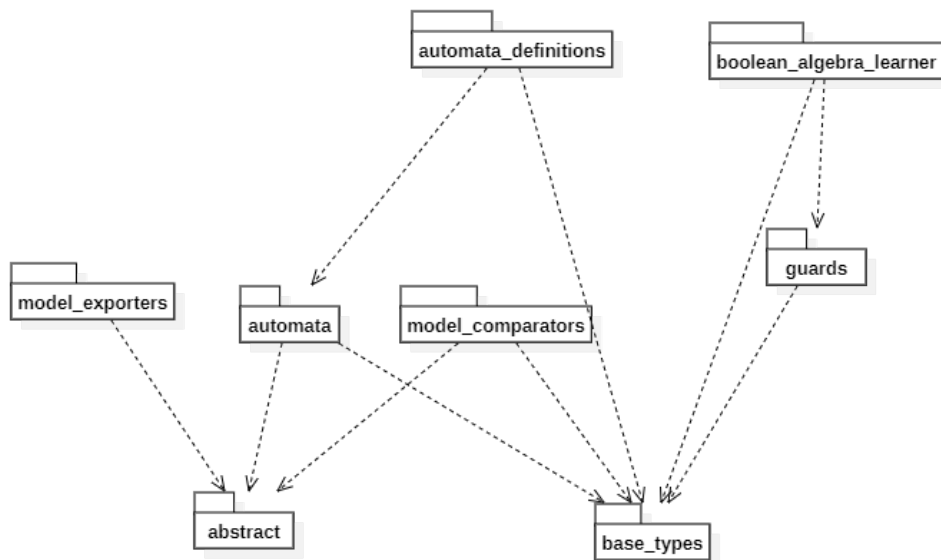 automata_definitions
boolean_algebra_learner
guards
model_exporters
automata
model_comparators
abstract
base_types